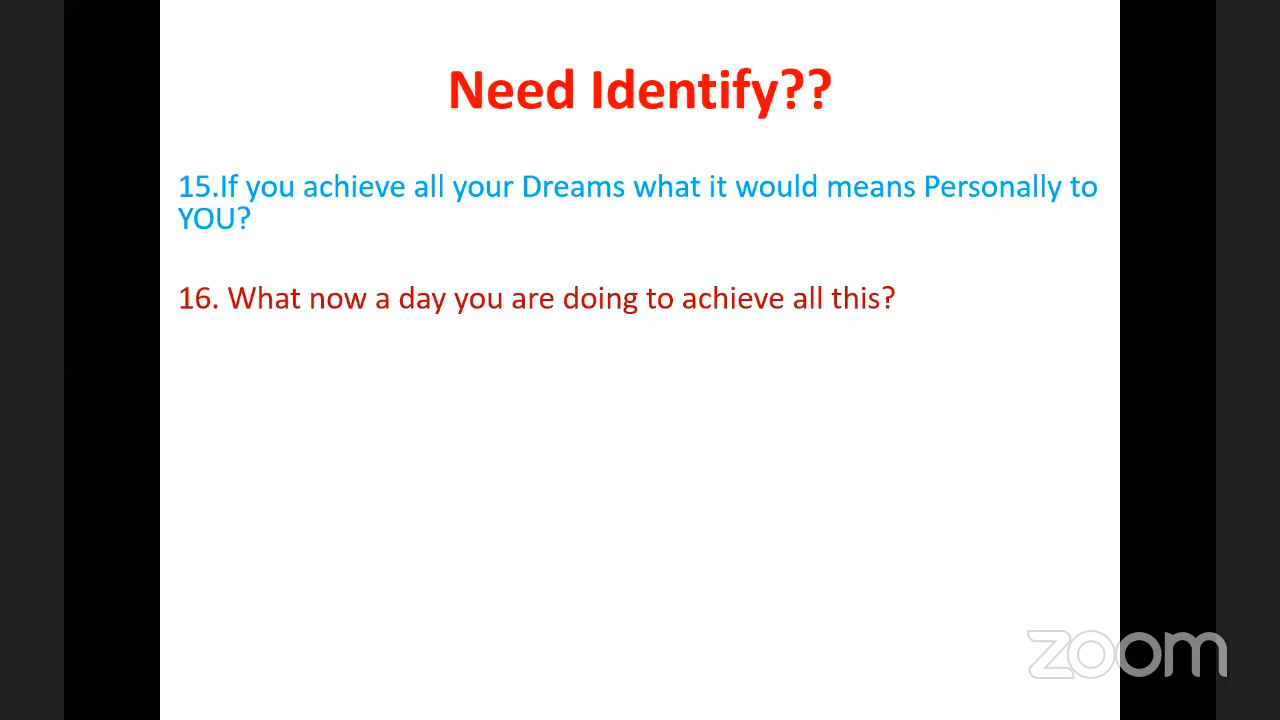 Need Identify??
15.If you achieve all your Dreams what it would means Personally to
YOU?
16. What now a day you are doing to achieve all this?
zoom